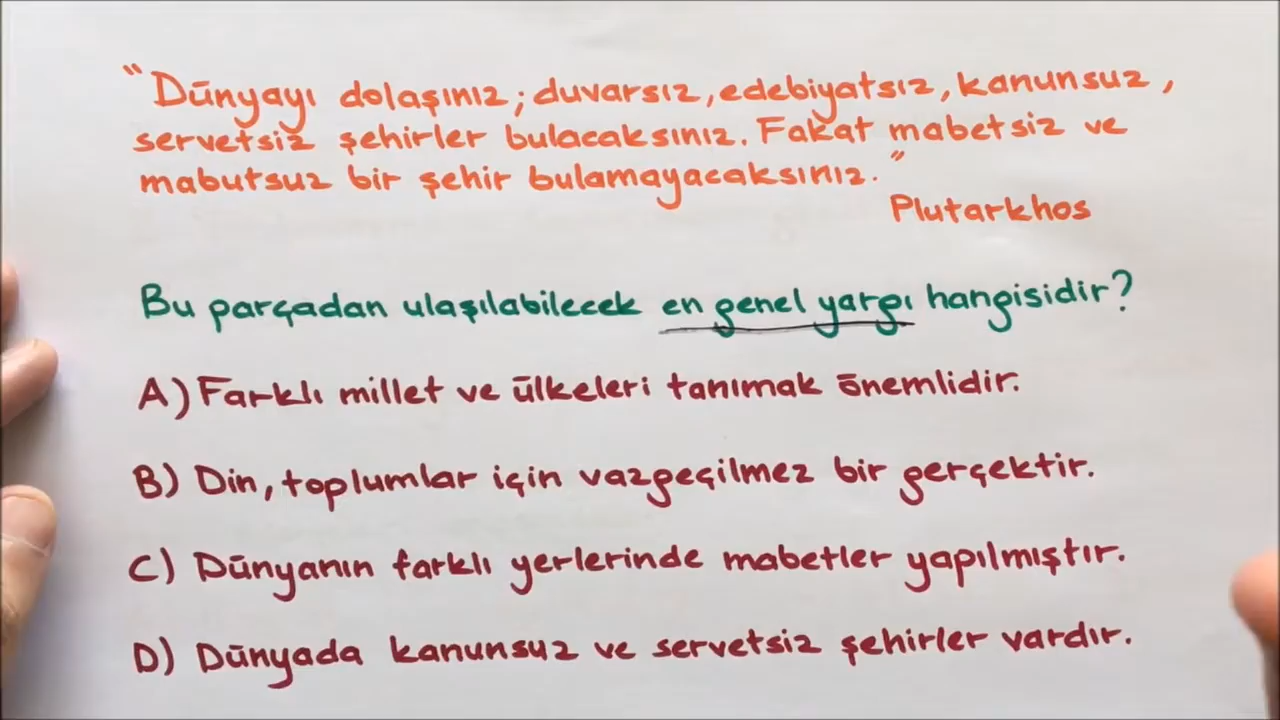 "Dünyayı dolaşınız; duvarsız, edebiyatsız, kanunsuz,
servetsiz şehirler bulacaksınız. Fakat mabetsiz ve
mabutsuz bir şehir bulamayacaksınız."
Plutarkhos
Bu parçadan ulaşılabilecek en genel yargı hangisidir?
A) Farklı millet ve ülkeleri tanımak önemlidir.
B) Din, toplumlar için vazgeçilmez bir gerçektir.
C) Dünyanın farklı yerlerinde mabetler yapılmıştır.
D) Dünyada kanunsuz ve servetsiz şehirler vardır.